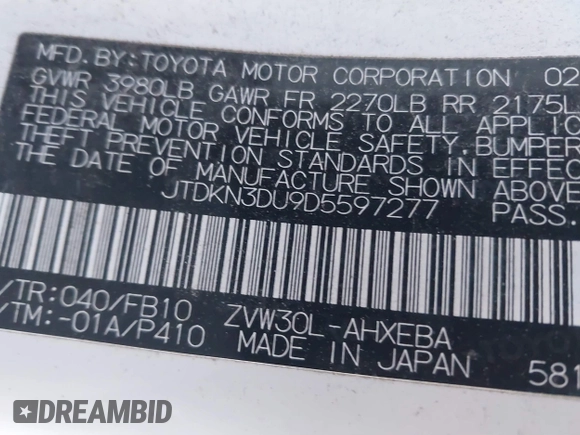 MFD.BY:TOYOTA MOTOR CORPORATION 02
GVWR 3980LB GAWR FR 2270LB RR 2175L
THIS VEHICLE CONFORMS TO ALL APPLIC
FEDERAL MOTOR VEHICLE SAFETY,BUMPER
THEFT PREVENTION STANDARDS IN EFFEC
THE DATE OF MANUFACTURE SHOWN ABOVE
JTDKN3DU9D5597277 PASS.
/TR:040/FB10 ZVW30L-AHXEBA
/TM:-01A/P410 MADE IN JAPAN 581
DREAMBID